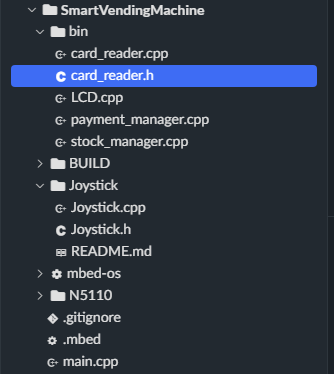 SmartVendingMachine
bin
card_reader.cpp
card_reader.h
LCD.cpp
payment_manager.cpp
stock_manager.cpp
BUILD
Joystick
Joystick.cpp
Joystick.h
README.md
mbed-os
N5110
.gitignore
.mbed
main.cpp